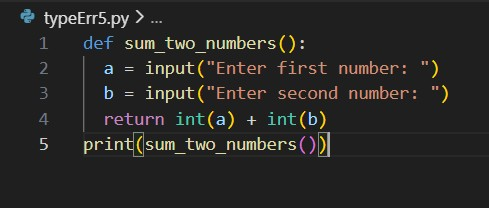 typeErr5.py > ...
1 def sum_two_numbers():
2   a = input("Enter first number: ")
3   b = input("Enter second number: ")
4   return int(a) + int(b)
5 print(sum_two_numbers())